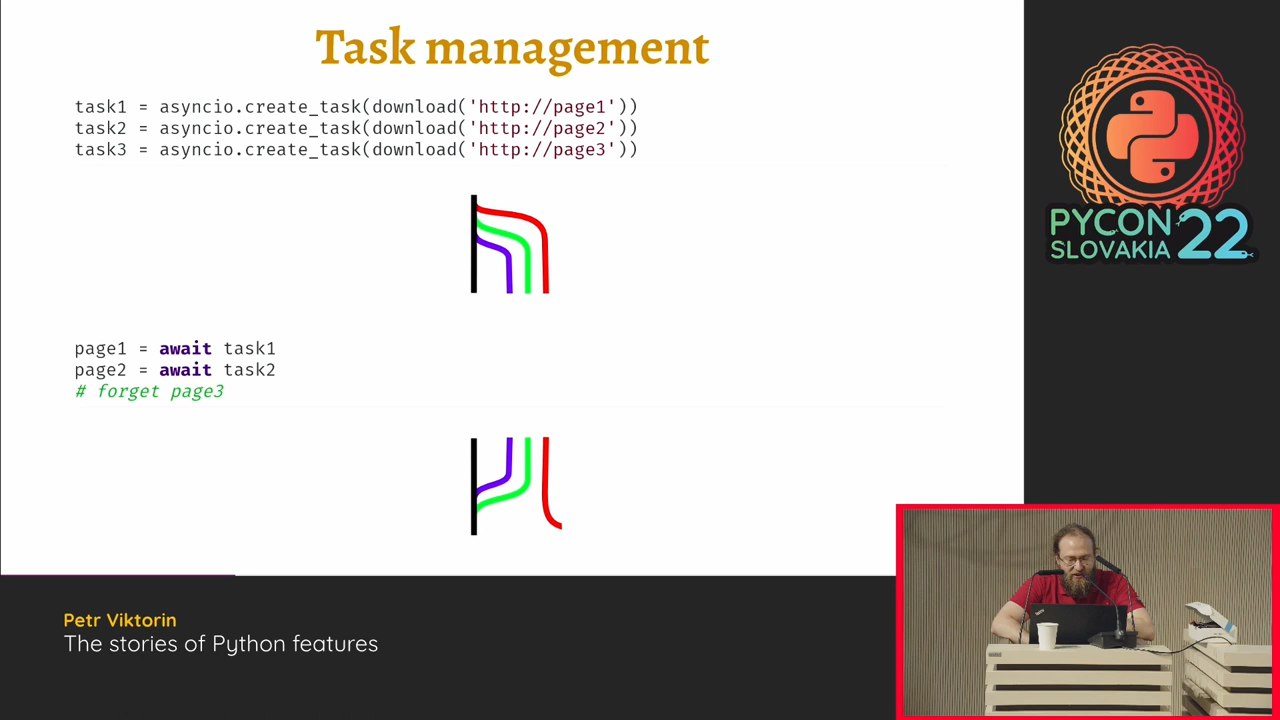 Task management
task1 = asyncio.create_task(download('http://page1'))
task2 = asyncio.create_task(download('http://page2'))
task3 = asyncio.create_task(download('http://page3'))
page1 = await task1
page2 = await task2
# forget page3
PYCON
SLOVAKIA
22
Petr Viktorin
The stories of Python features